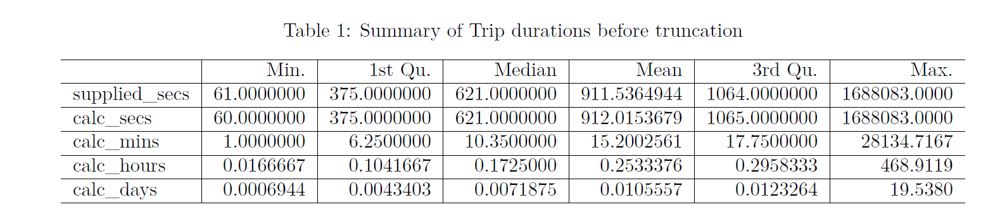 Table 1: Summary of Trip durations before truncation
Min. 1st Qu. Median Mean 3rd Qu. Max.
supplied_secs 61.0000000 375.0000000 621.0000000 911.5364944 1064.0000000 1688083.0000
calc_secs 60.0000000 375.0000000 621.0000000 912.0153679 1065.0000000 1688083.0000
calc_mins 1.0000000 6.2500000 10.3500000 15.2002561 17.7500000 28134.7167
calc_hours 0.0166667 0.1041667 0.1725000 0.2533376 0.2958333 468.9119
calc_days 0.0006944 0.0043403 0.0071875 0.0105557 0.0123264 19.5380